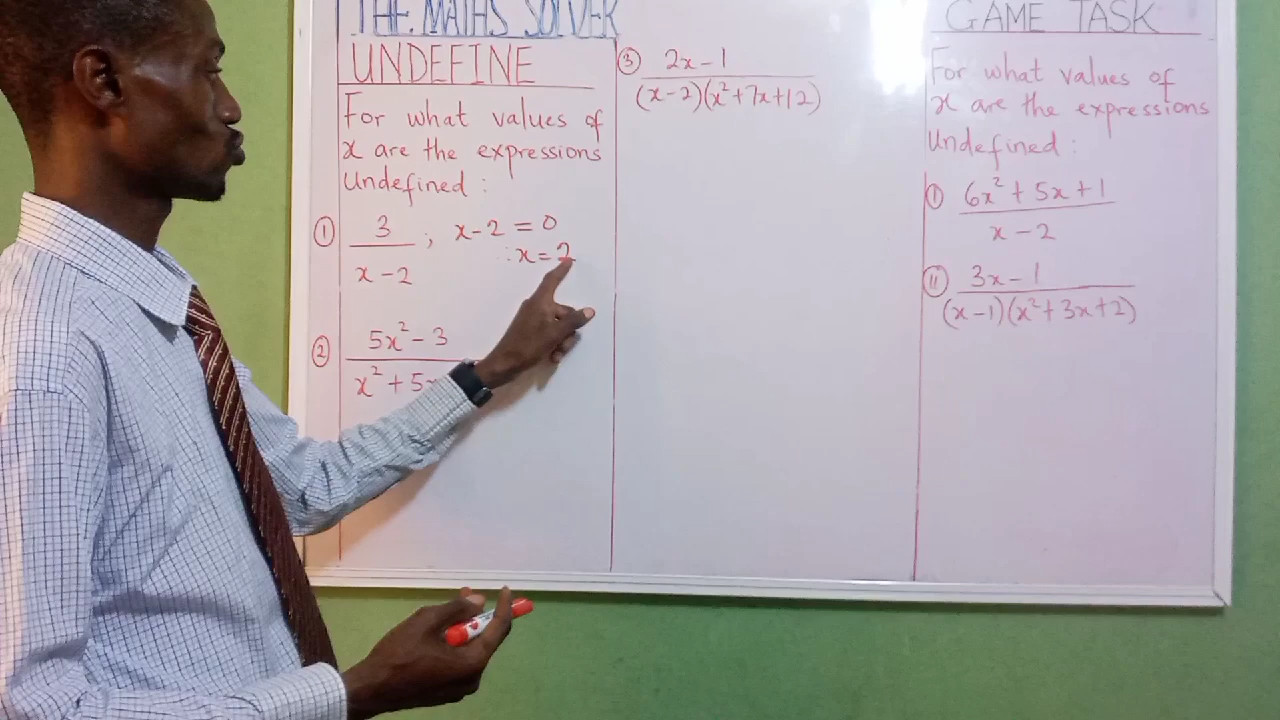 THE MATHS SOLVER
UNDEFINE
For what values of
x are the expressions
Undefined :
① 3 / (x-2) ; x-2 = 0
∴ x = 2
② 5x² - 3
x² + 5
③ 2x - 1
(x-2)(x²+7x+12)
GAME TASK
For what values of
x are the expressions
Undefined :
Ⓘ 6x² + 5x + 1
x - 2
Ⓘⓘ 3x - 1
(x-1)(x²+3x+2)